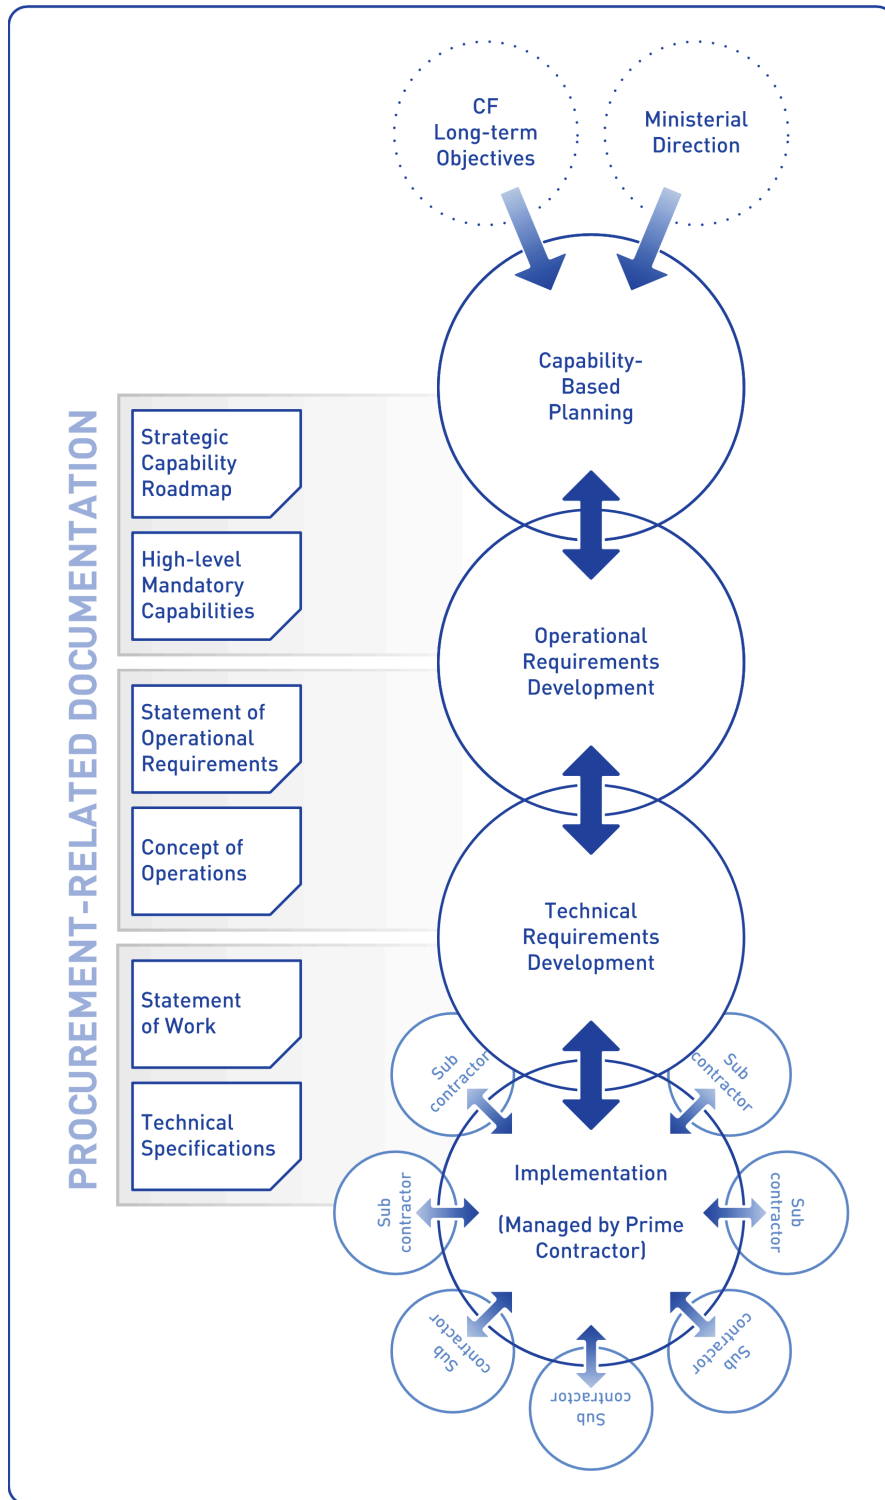 CF
Long-term
Objectives
Ministerial
Direction
Capability-
Based
Planning
PROCUREMENT-RELATED DOCUMENTATION
Strategic
Capability
Roadmap
High-level
Mandatory
Capabilities
Operational
Requirements
Development
Statement of
Operational
Requirements
Concept of
Operations
Technical
Requirements
Development
Statement
of Work
Technical
Specifications
Sub
contractor
Sub
contractor
Implementation
(Managed by Prime
Contractor)
Sub
contractor
Sub
contractor
Sub
contractor
Sub
contractor
Sub
contractor